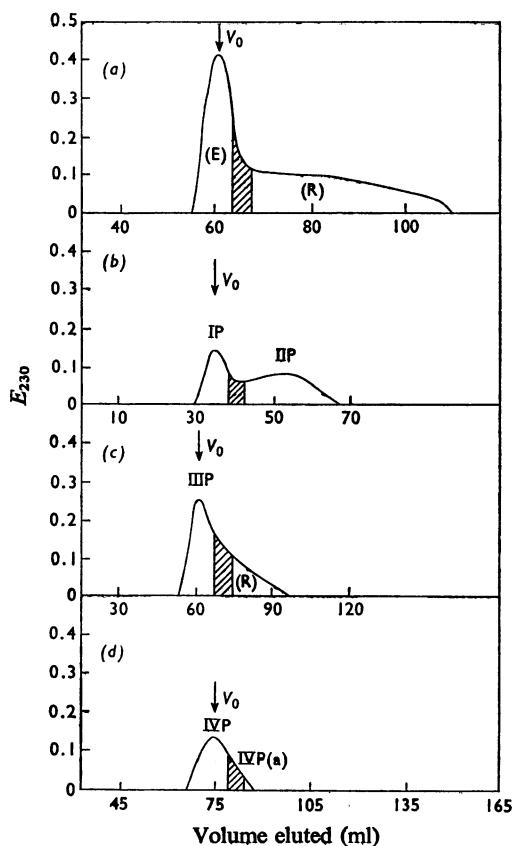 0.5
V0
(a)
0.4
0.3
0.2
(E)
0.1
(R)
0
40 60 80 100
0.4
(b)
0.3
V0
0.2
IP
IIP
0.1
0
10 30 50 70
E230
0.4
(c)
V0
0.3
IIIP
0.2
0.1
(R)
0
30 60 90 120
0.4
(d)
0.3
V0
0.2
IVP
0.1
IVP(a)
0
45 75 105 135 165
Volume eluted (ml)